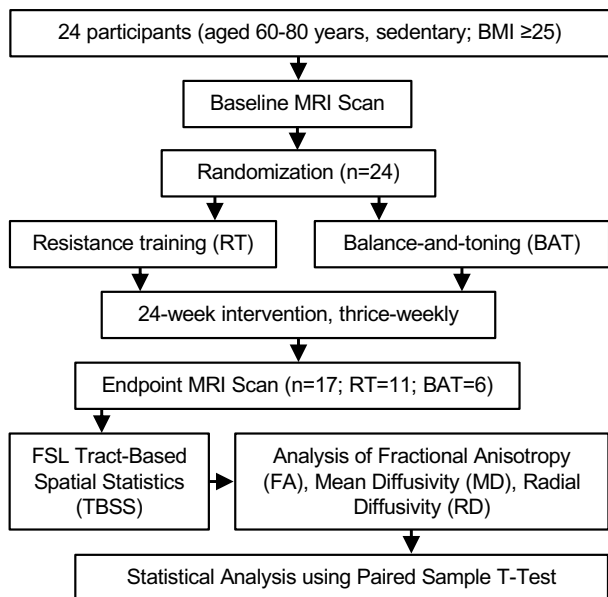 24 participants (aged 60-80 years, sedentary; BMI ≥25)
Baseline MRI Scan
Randomization (n=24)
Resistance training (RT)
Balance-and-toning (BAT)
24-week intervention, thrice-weekly
Endpoint MRI Scan (n=17; RT=11; BAT=6)
FSL Tract-Based
Spatial Statistics
(TBSS)
Analysis of Fractional Anisotropy
(FA), Mean Diffusivity (MD), Radial
Diffusivity (RD)
Statistical Analysis using Paired Sample T-Test